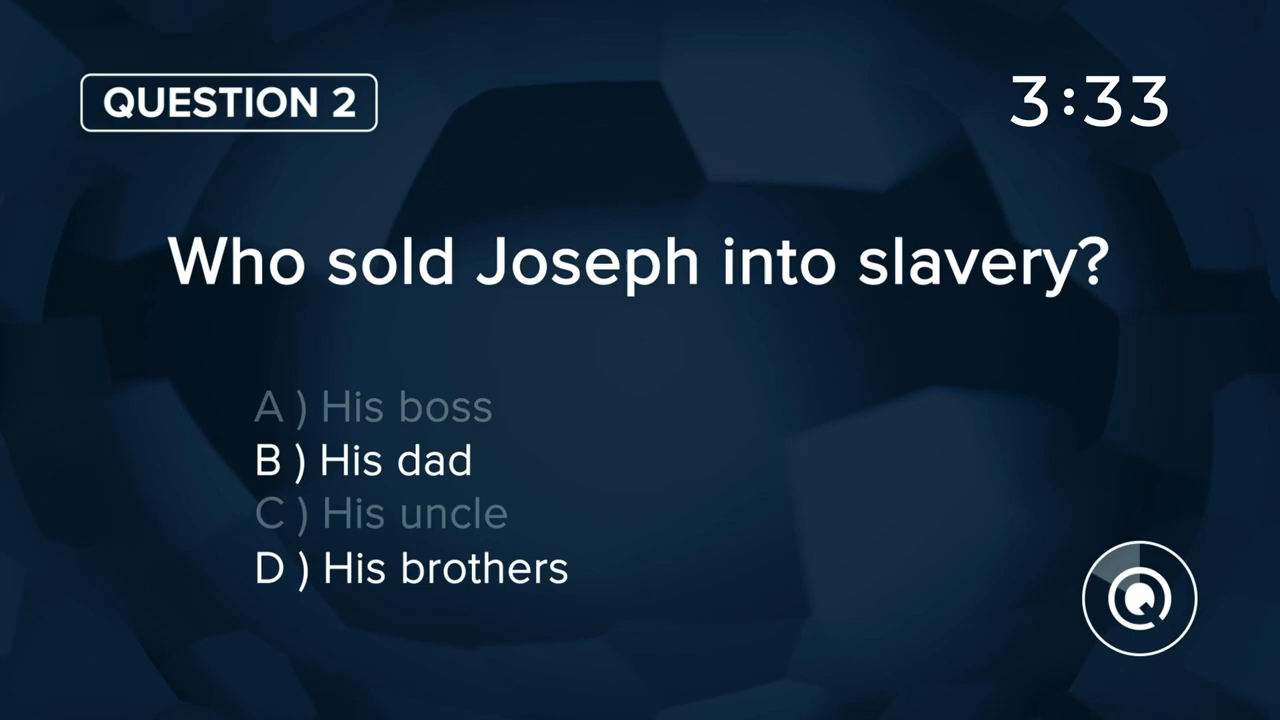 QUESTION 2
3:33
Who sold Joseph into slavery?
A ) His boss
B ) His dad
C ) His uncle
D ) His brothers
Q